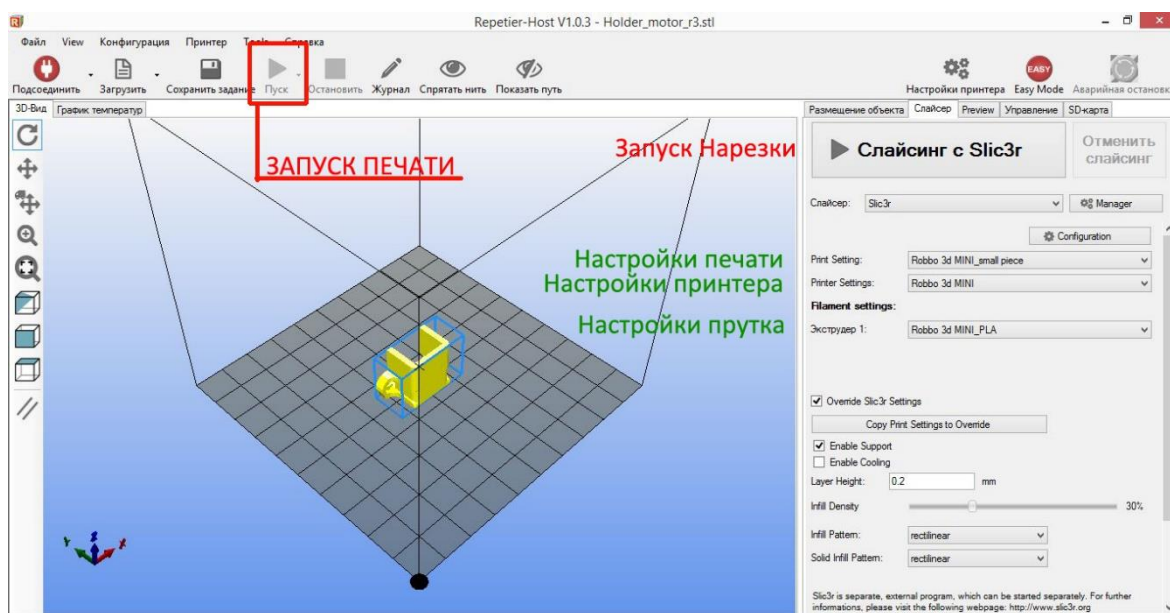 Repetier-Host V1.0.3 - Holder_motor_r3.stl
Файл View Конфигурация Принтер Tools Справка
Подсоединить Загрузить Сохранить задание Пуск Остановить Журнал Спрятать нить Показать путь Настройки принтера EASY Easy Mode Аварийная остановк
3D-Вид График температур
Размещение объекта Слайсер Preview Управление SD-карта
ЗАПУСК ПЕЧАТИ
Запуск Нарезки
Слайсинг с Slic3r
Отменить
слайсинг
Слайсер: Slic3r Manager
Configuration
Настройки печати
Print Setting: Robbo 3d MINI_small piece
Настройки принтера
Printer Settings: Robbo 3d MINI
Filament settings:
Настройки прутка
Экструдер 1: Robbo 3d MINI_PLA
Override Slic3r Settings
Copy Print Settings to Override
Enable Support
Enable Cooling
Layer Height: 0.2 mm
Infill Density 30%
Infill Pattern: rectilinear
Solid Infill Pattern: rectilinear
Slic3r is separate, external program, which can be started separately. For further
informations, please visit the following webpage: http://www.slic3r.org